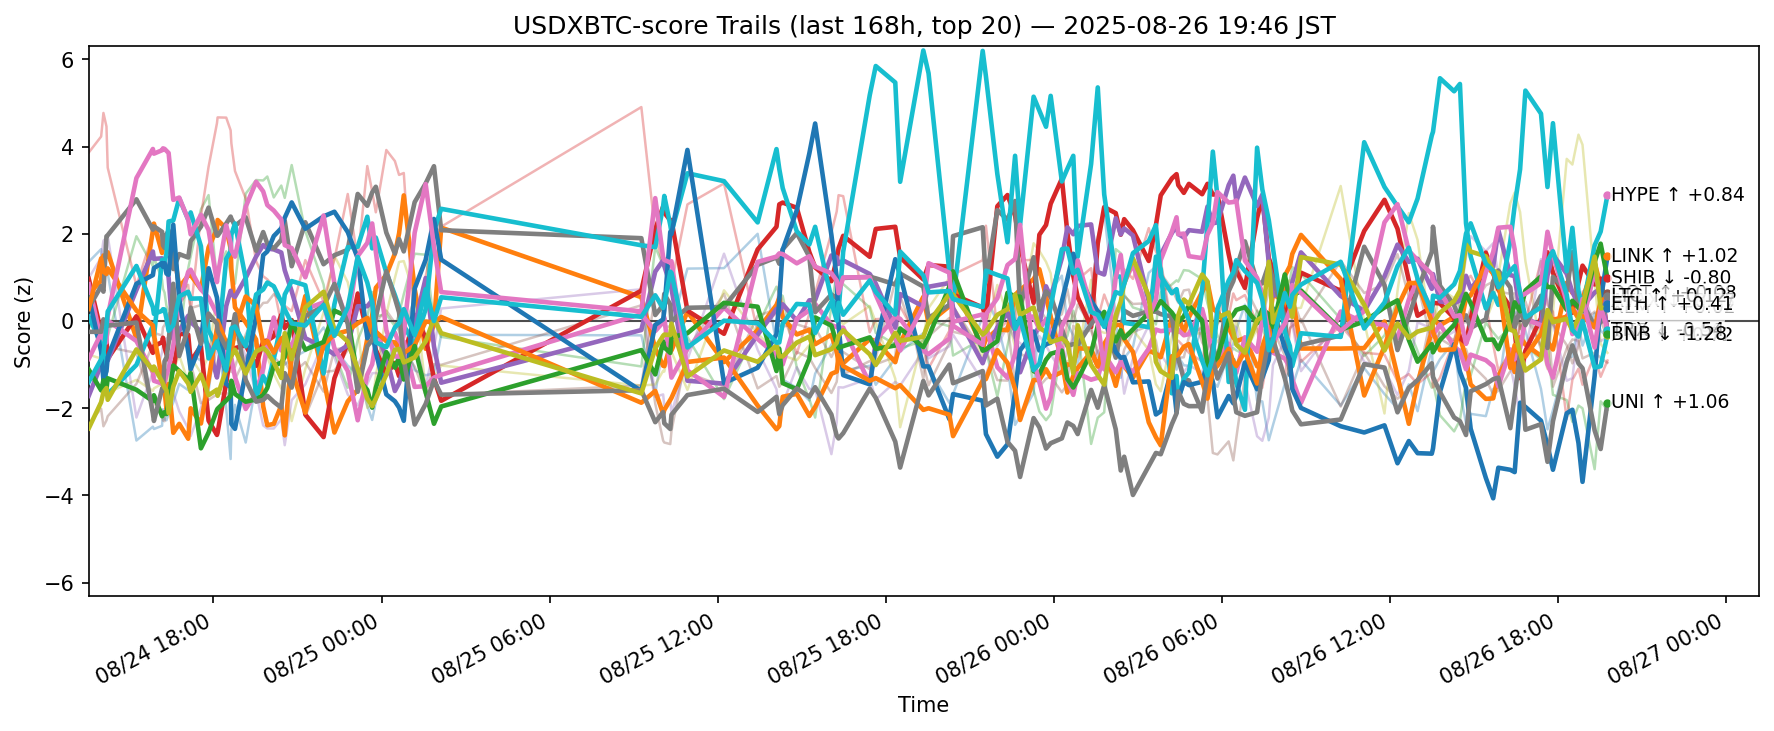 USDXBTC-score Trails (last 168h, top 20) — 2025-08-26 19:46 JST
Score (z)
6
4
2
0
−2
−4
−6
HYPE ↑ +0.84
LINK ↑ +1.02
SHIB ↓ -0.80
ETH ↑ +0.41
BNB ↓ -1.28
UNI ↑ +1.06
08/24 18:00
08/25 00:00
08/25 06:00
08/25 12:00
08/25 18:00
08/26 00:00
08/26 06:00
08/26 12:00
08/26 18:00
08/27 00:00
Time